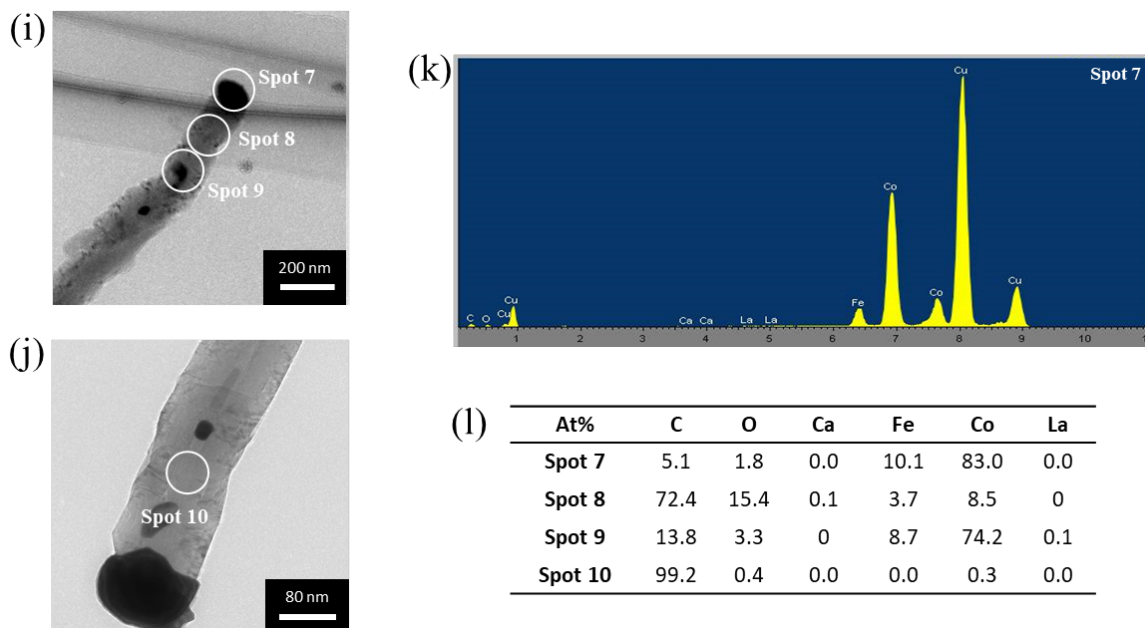 (i)
Spot 7
Spot 8
Spot 9
200 nm
(j)
Spot 10
80 nm
(k)
Spot 7
Cu
Co
Cu
Co
Fe
Cu
C O Cu Ca Ca La La
1 2 3 4 5 6 7 8 9 10 11
(l)
At% C O Ca Fe Co La
Spot 7 5.1 1.8 0.0 10.1 83.0 0.0
Spot 8 72.4 15.4 0.1 3.7 8.5 0
Spot 9 13.8 3.3 0 8.7 74.2 0.1
Spot 10 99.2 0.4 0.0 0.0 0.3 0.0